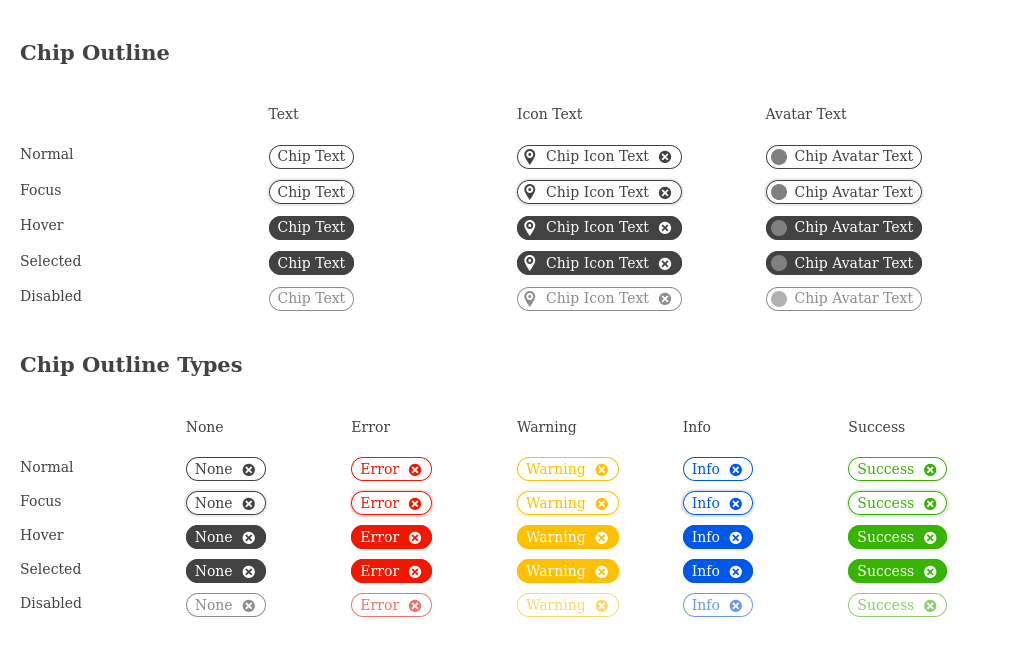 Chip Outline
Text Icon Text Avatar Text
Normal Chip Text Chip Icon Text Chip Avatar Text
Focus Chip Text Chip Icon Text Chip Avatar Text
Hover Chip Text Chip Icon Text Chip Avatar Text
Selected Chip Text Chip Icon Text Chip Avatar Text
Disabled Chip Text Chip Icon Text Chip Avatar Text
Chip Outline Types
None Error Warning Info Success
Normal None Error Warning Info Success
Focus None Error Warning Info Success
Hover None Error Warning Info Success
Selected None Error Warning Info Success
Disabled None Error Warning Info Success